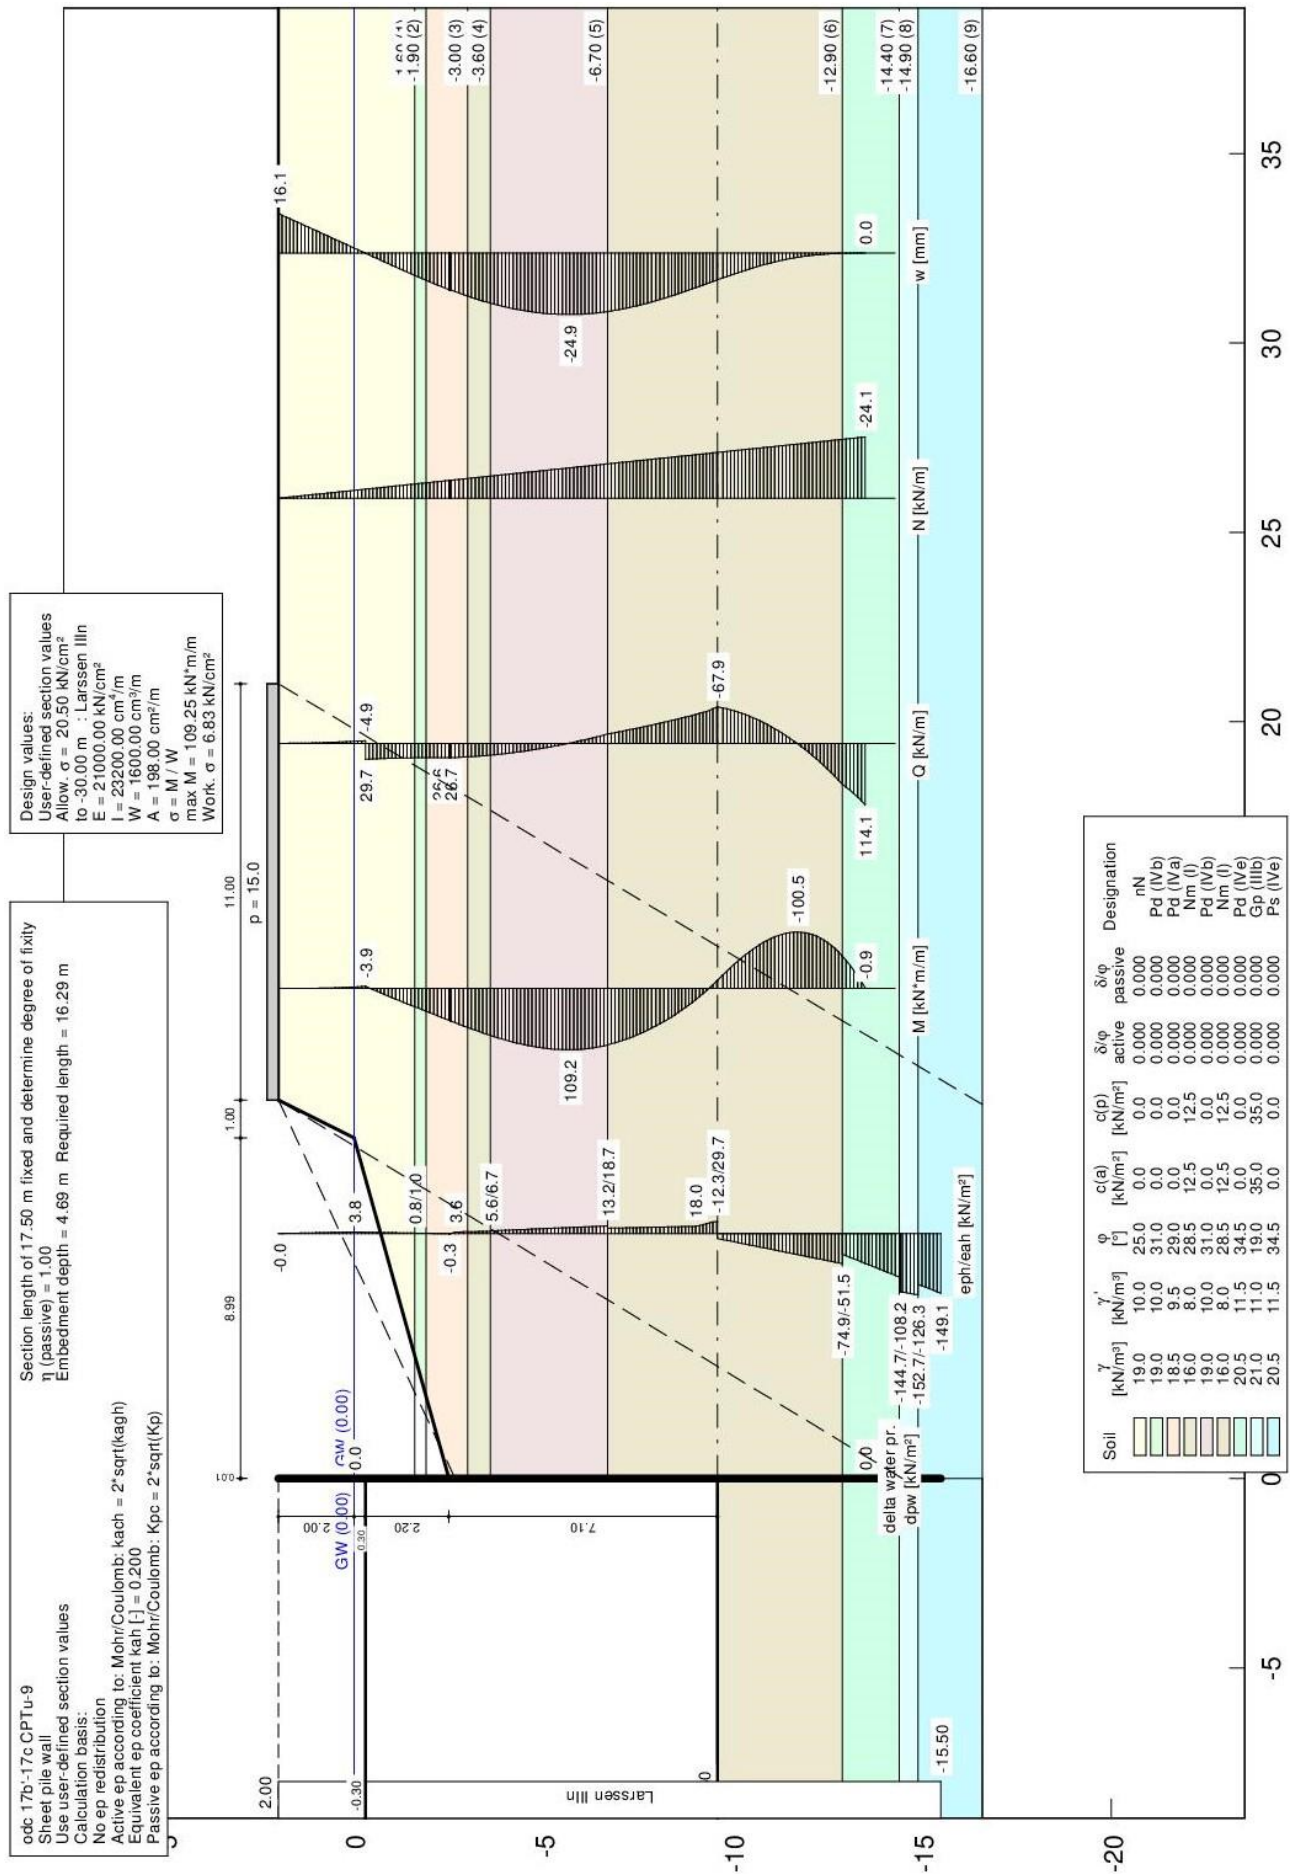 odc 17b'-17c CPTu-9
Sheet pile wall
Use user-defined section values
Calculation basis:
No ep redistribution
Active ep according to: Mohr/Coulomb: kach = 2*sqrt(kagh)
Equivalent ep coefficient kah [-] = 0.200
Passive ep according to: Mohr/Coulomb: Kpc = 2*sqrt(Kp)
Section length of 17.50 m fixed and determine degree of fixity
η (passive) = 1.00
Embedment depth = 4.69 m Required length = 16.29 m
Design values:
User-defined section values
Allow. σ = 20.50 kN/cm²
to -30.00 m : Larssen IIIn
E = 21000.00 kN/cm²
I = 23200.00 cm⁴/m
W = 1600.00 cm³/m
A = 198.00 cm²/m
σ = M / W
max M = 109.25 kN*m/m
Work. σ = 6.83 kN/cm²
0.01
8.99
1.00
11.00
p = 15.0
2.00
-0.30
Larssen IIIn
-15.50
GW (0.00)
GW (0.00)
2.00
0.30
2.20
7.10
0.0
0.0
delta water pr.
dpw [kN/m²]
-0.0
3.8
0.8/1.0
-0.3
3.6
5.6/6.7
13.2/18.7
18.0
-12.3/29.7
-74.9/-51.5
-144.7/-108.2
-152.7/-126.3
-149.1
eph/eah [kN/m²]
-3.9
109.2
-100.5
-0.9
M [kN*m/m]
-4.9
29.7
26.7
-67.9
114.1
Q [kN/m]
-24.1
N [kN/m]
16.1
-24.9
0.0
w [mm]
-1.90 (2)
-3.00 (3)
-3.60 (4)
-6.70 (5)
-12.90 (6)
-14.40 (7)
-14.90 (8)
-16.60 (9)
0
-5
-10
-15
-20
-5
0
20
25
30
35
Soil γ [kN/m³] γ' [kN/m³] φ [°] c(a) [kN/m²] c(p) [kN/m²] δ/φ active δ/φ passive Designation
19.0 10.0 25.0 0.0 0.0 0.000 0.000 nN
19.0 10.0 31.0 0.0 0.0 0.000 0.000 Pd (IVb)
18.5 9.5 29.0 0.0 0.0 0.000 0.000 Pd (IVa)
16.0 8.0 28.5 12.5 12.5 0.000 0.000 Nm (I)
19.0 10.0 31.0 0.0 0.0 0.000 0.000 Pd (IVb)
16.0 8.0 28.5 12.5 12.5 0.000 0.000 Nm (I)
20.5 11.5 34.5 0.0 0.0 0.000 0.000 Pd (IVe)
21.0 11.0 19.0 35.0 35.0 0.000 0.000 Gp (IIIb)
20.5 11.5 34.5 0.0 0.0 0.000 0.000 Ps (IVe)